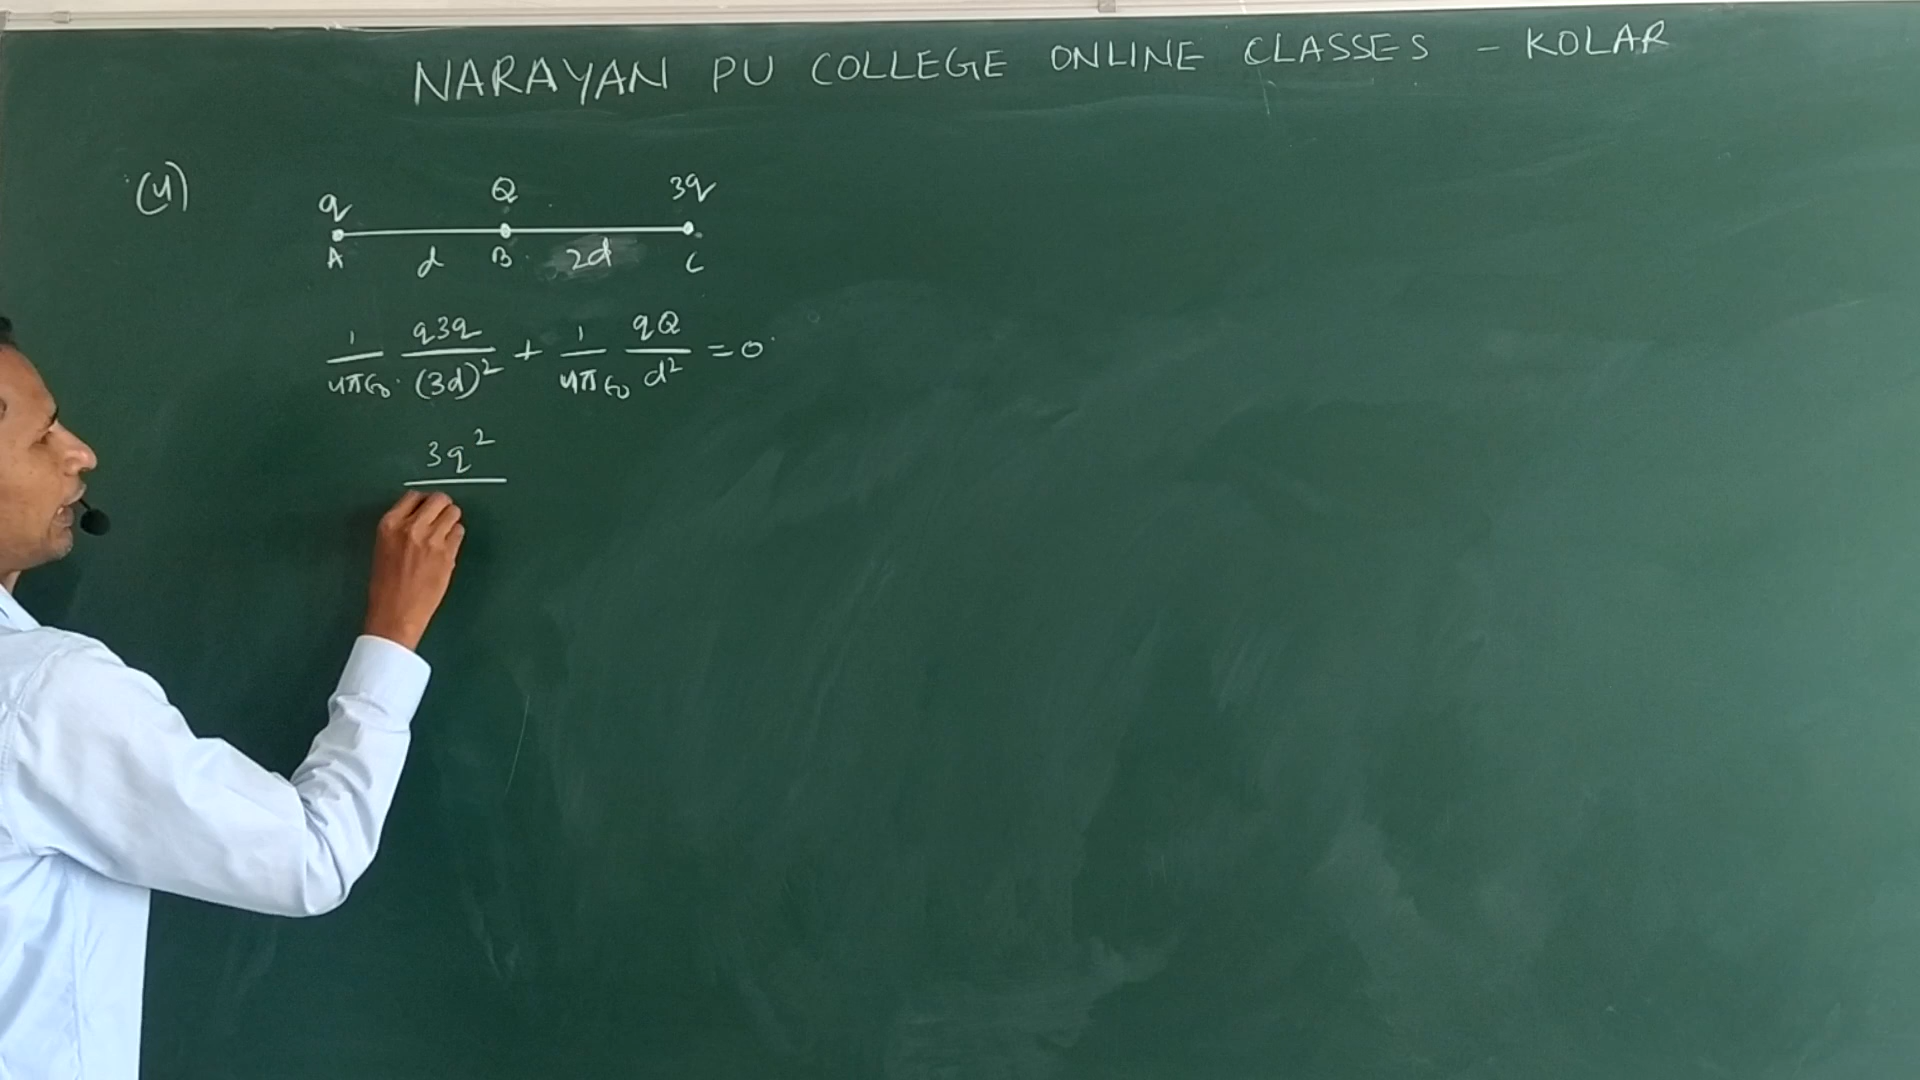 NARAYAN PU COLLEGE ONLINE CLASSES - KOLAR
(4)
q Q 3q
A d B 2d C
1/4πε₀ · q3q/(3d)² + 1/4πε₀ qQ/d² = 0
3q²